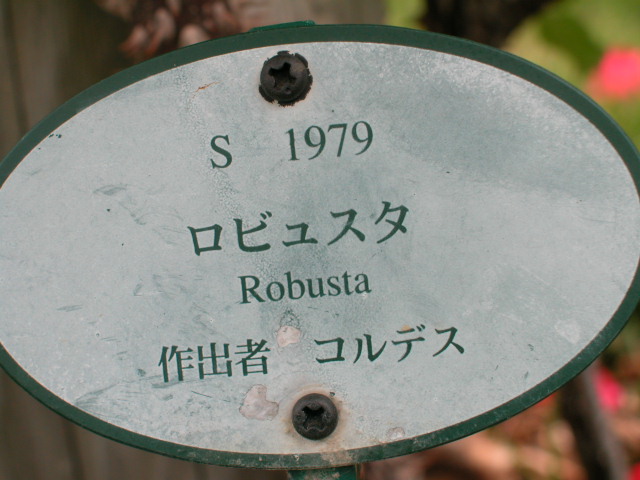 S 1979
ロビュスタ
Robusta
作出者 コルデス